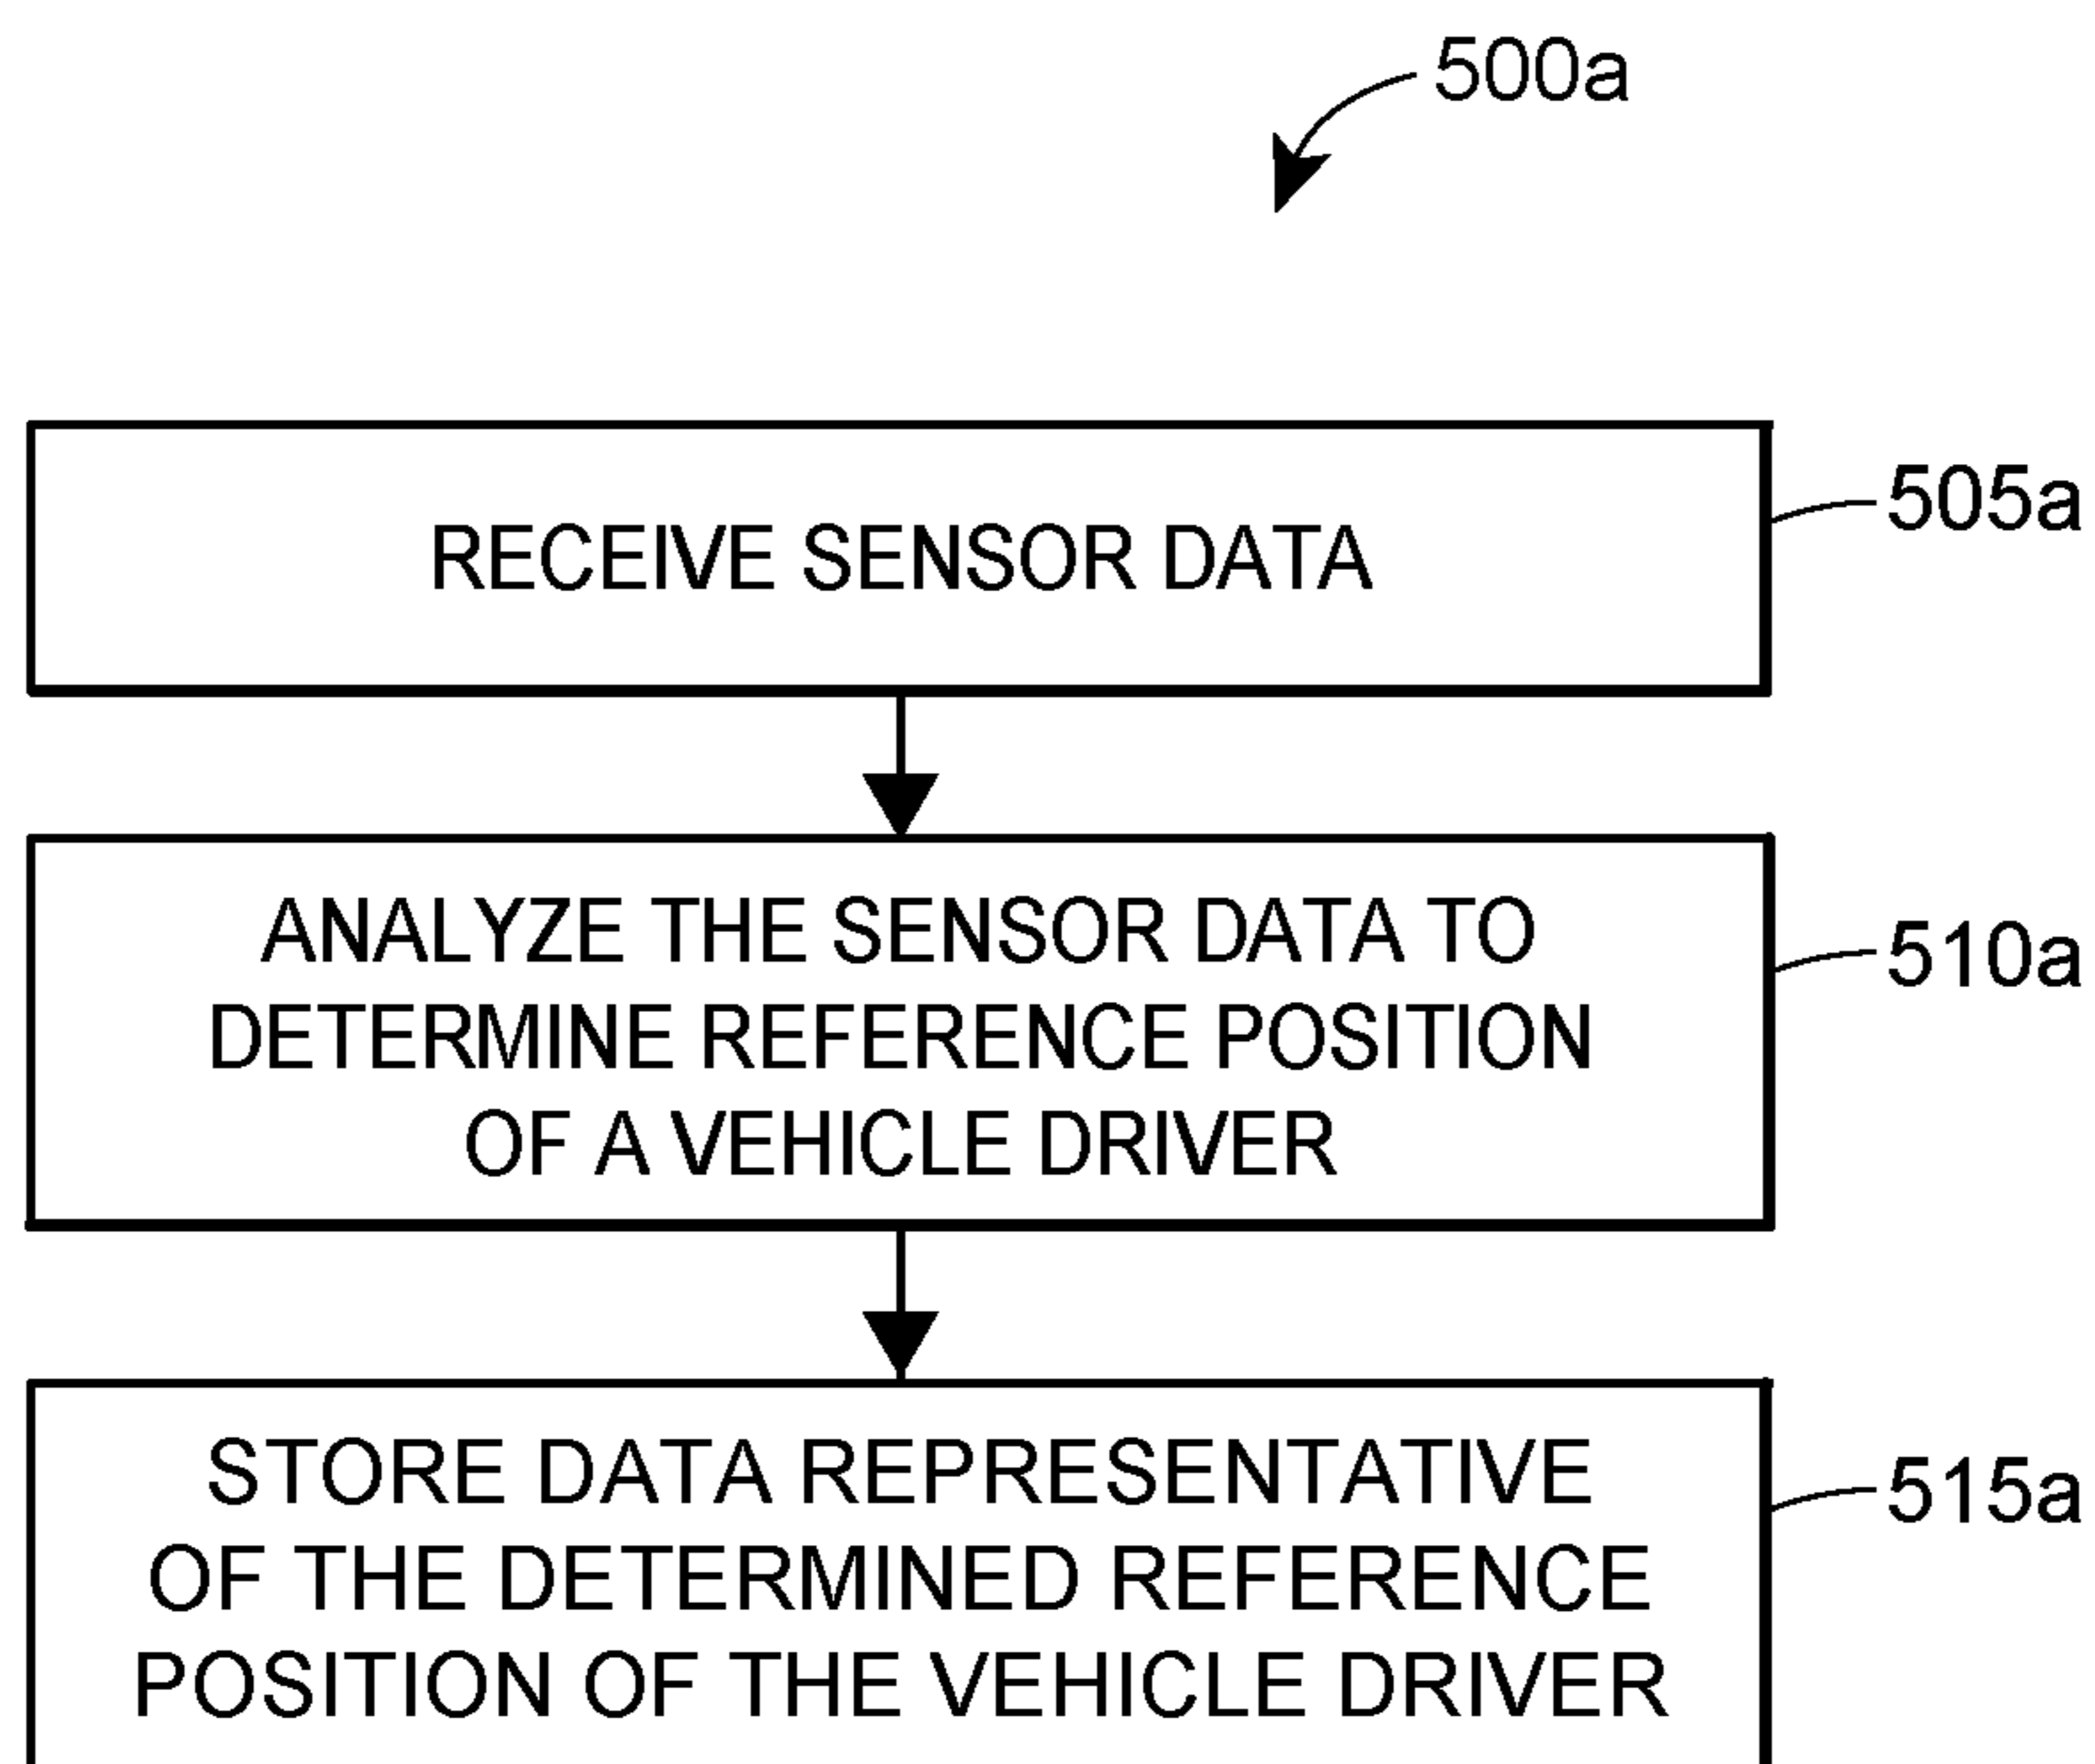 500a
RECEIVE SENSOR DATA
505a
ANALYZE THE SENSOR DATA TO
DETERMINE REFERENCE POSITION
OF A VEHICLE DRIVER
510a
STORE DATA REPRESENTATIVE
OF THE DETERMINED REFERENCE
POSITION OF THE VEHICLE DRIVER
515a